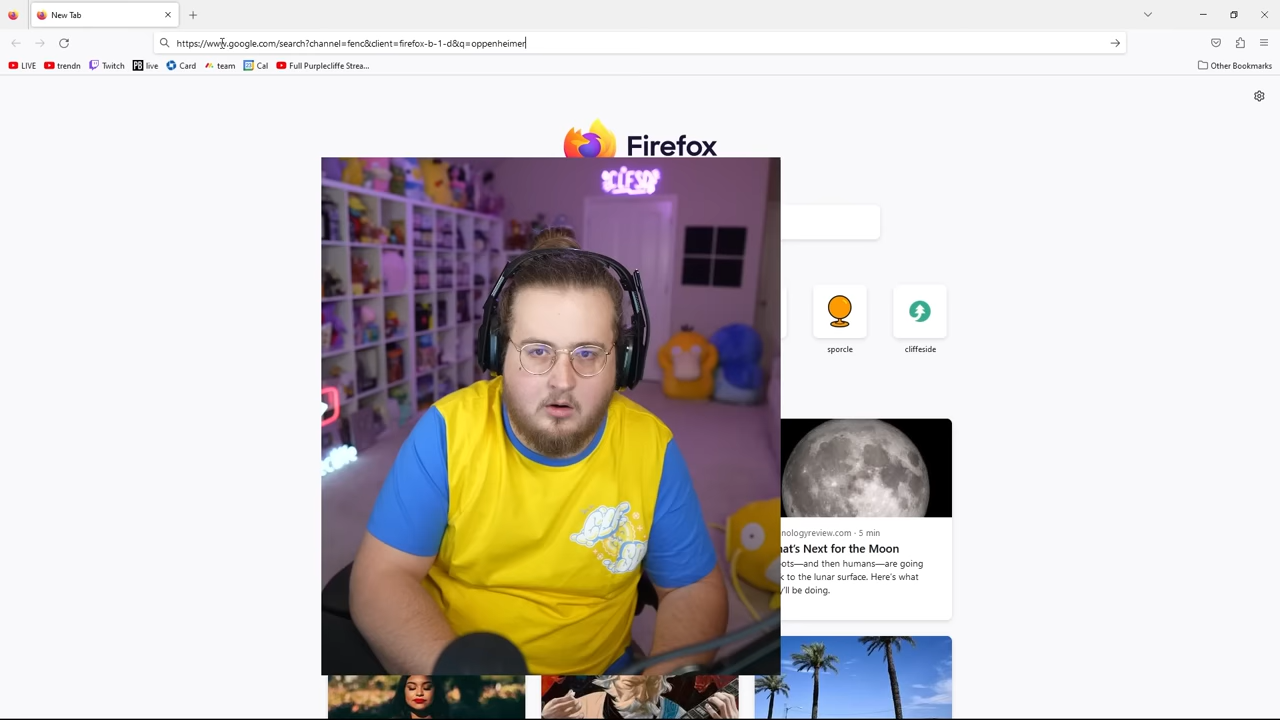 New Tab
https://www.google.com/search?channel=fenc&client=firefox-b-1-d&q=oppenheimer
LIVE
trendn
Twitch
PB live
Card
team
Cal
Full Purplecliffe Strea...
Other Bookmarks
Firefox
sporcle
cliffeside
nologyreview.com · 5 min
at's Next for the Moon
ots—and then humans—are going
k to the lunar surface. Here's what
y'll be doing.